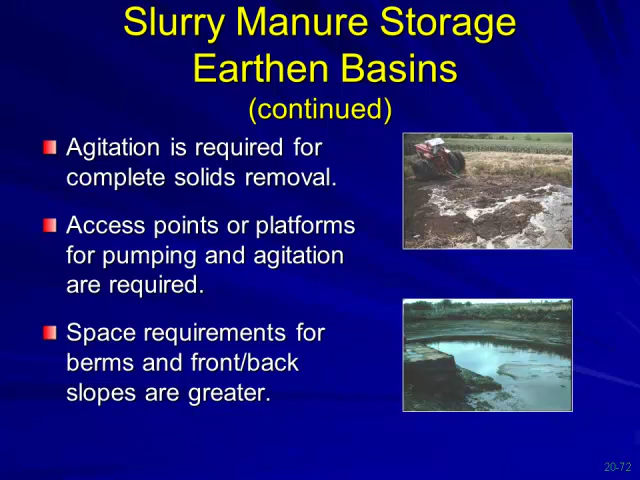 Slurry Manure Storage
Earthen Basins
(continued)
Agitation is required for
complete solids removal.
Access points or platforms
for pumping and agitation
are required.
Space requirements for
berms and front/back
slopes are greater.
20-72